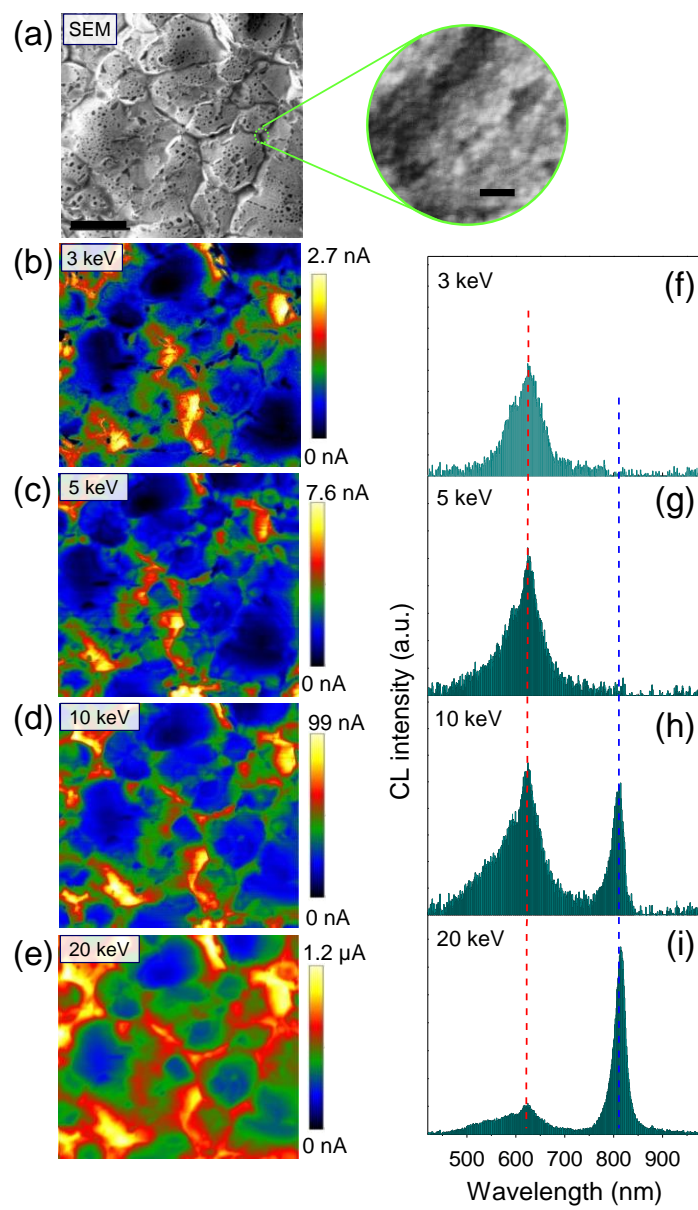 (a)
SEM
(b)
3 keV
2.7 nA
0 nA
(c)
5 keV
7.6 nA
0 nA
(d)
10 keV
99 nA
0 nA
(e)
20 keV
1.2 µA
0 nA
3 keV
(f)
5 keV
(g)
10 keV
(h)
20 keV
(i)
CL intensity (a.u.)
500 600 700 800 900
Wavelength (nm)